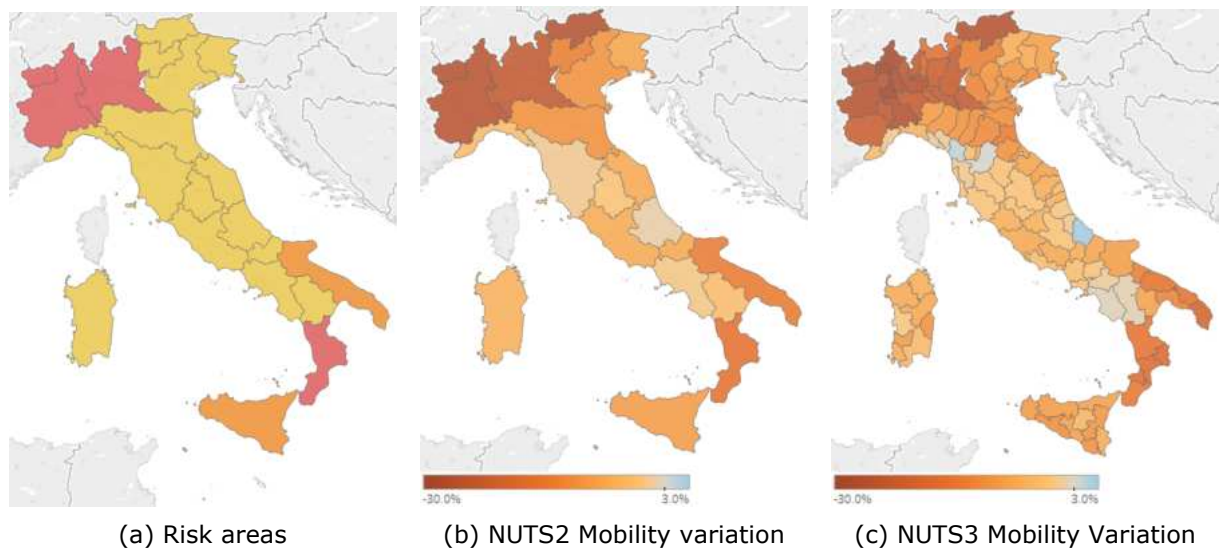 -30.0%
3.0%
-30.0%
3.0%
(a) Risk areas
(b) NUTS2 Mobility variation
(c) NUTS3 Mobility Variation